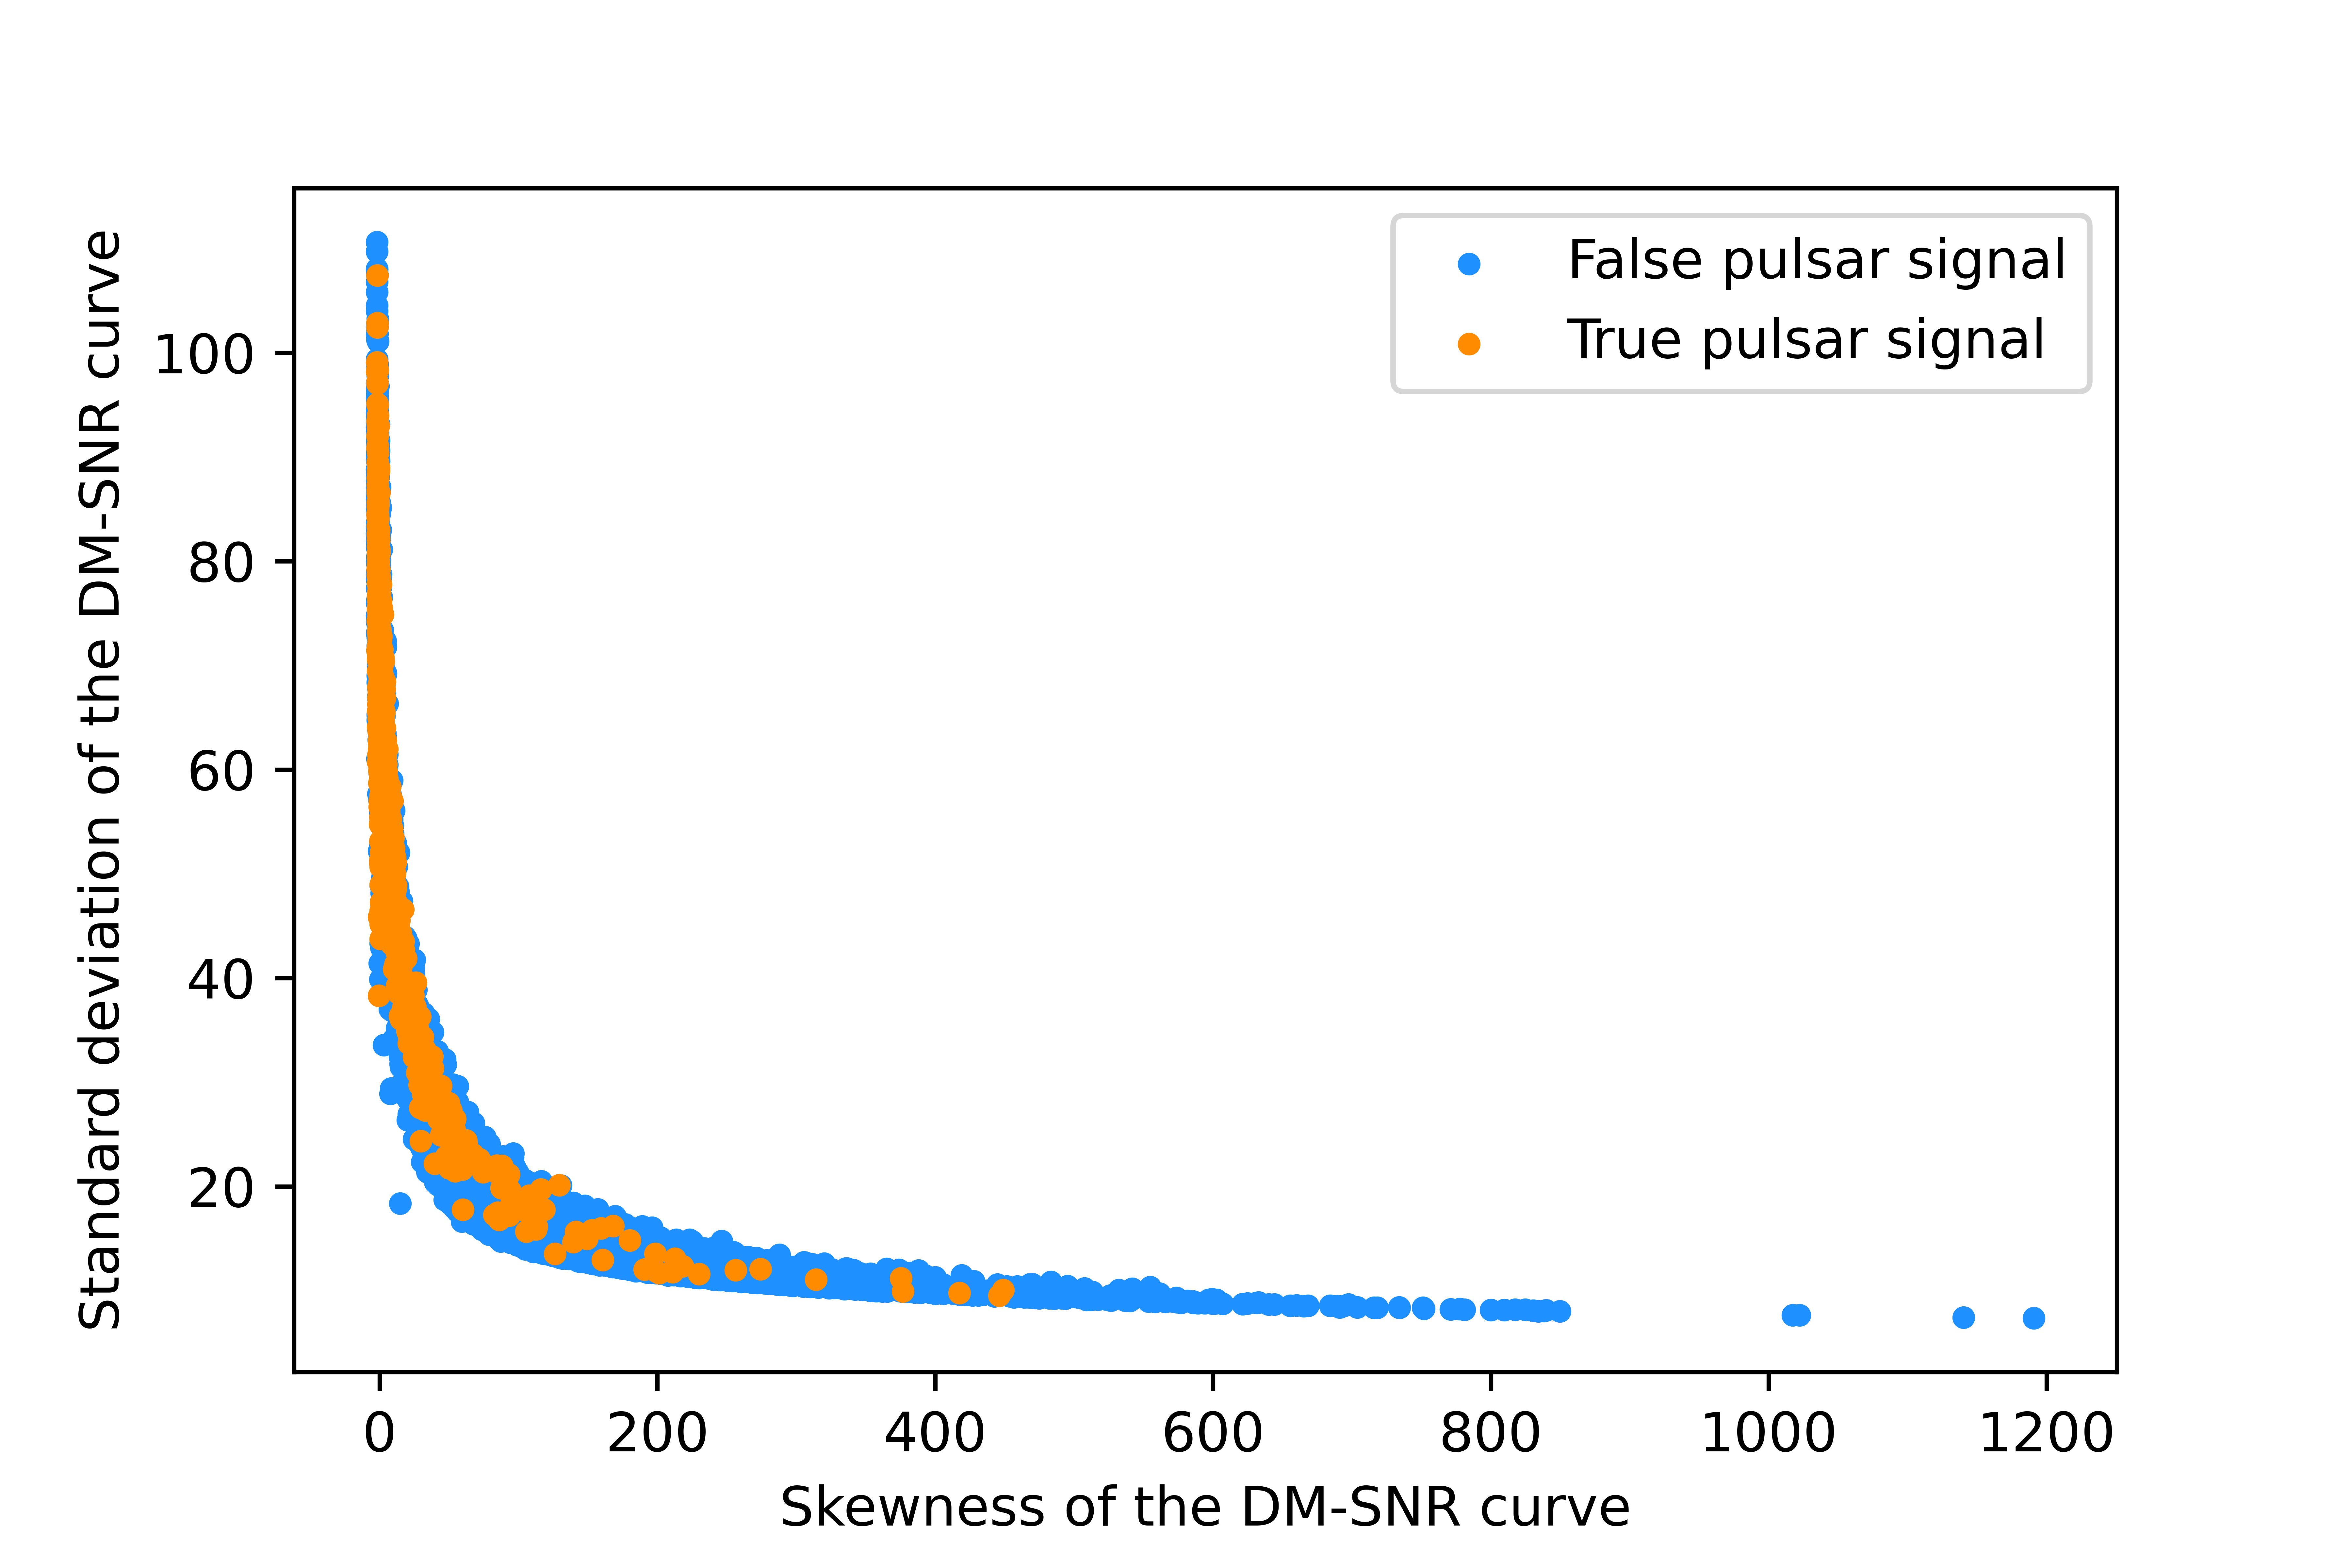 False pulsar signal
True pulsar signal
Standard deviation of the DM-SNR curve
100
80
60
40
20
0 200 400 600 800 1000 1200
Skewness of the DM-SNR curve